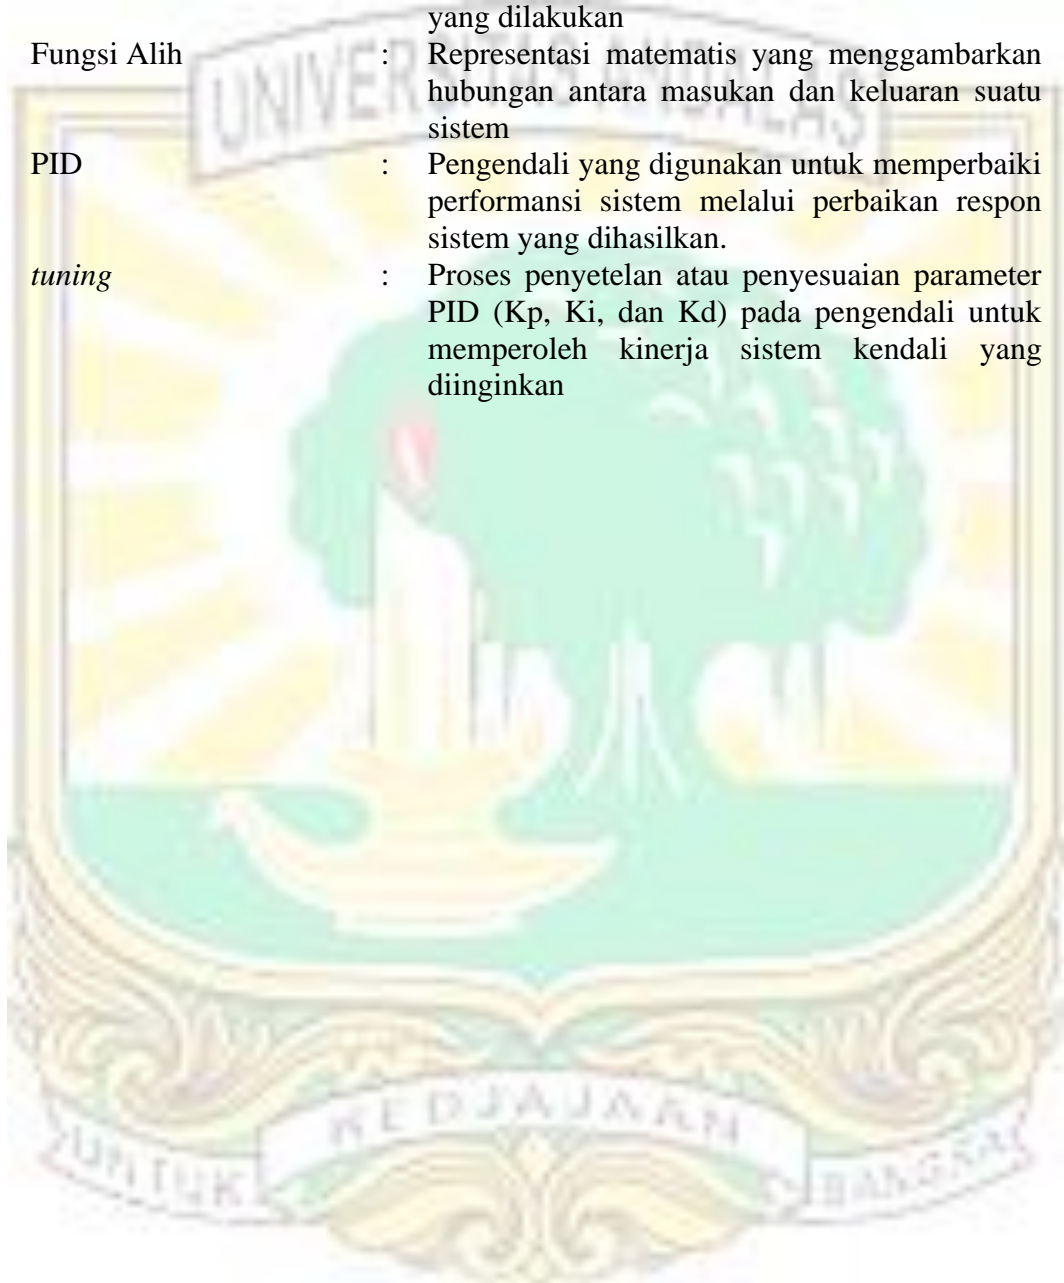 yang dilakukan
Fungsi Alih : Representasi matematis yang menggambarkan
hubungan antara masukan dan keluaran suatu
sistem
PID : Pengendali yang digunakan untuk memperbaiki
performansi sistem melalui perbaikan respon
sistem yang dihasilkan.
tuning : Proses penyetelan atau penyesuaian parameter
PID (Kp, Ki, dan Kd) pada pengendali untuk
memperoleh kinerja sistem kendali yang
diinginkan
UNIVERSITAS ANDALAS
KEDJAJAAN
UNTUK BANGSA